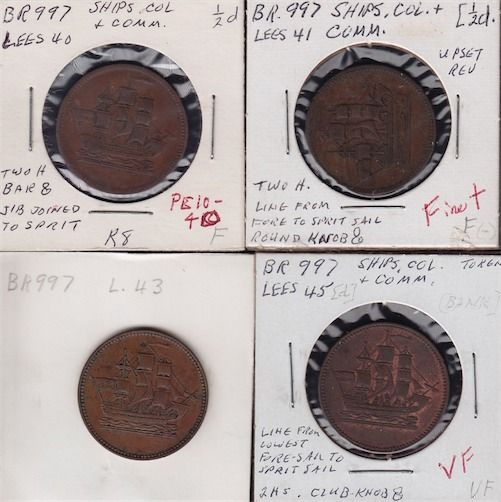 BR 997 SHIPS, COL ½d
LEES 40 + COMM.
TWO H
BAR 8
JIB JOINED
TO SPRIT
R8
PE10-
40
F
BR. 997 SHIPS, COL. + [½d.
LEES 41 COMM.
UPSET
REV
TWO H.
LINE FROM
FORE TO SPRIT SAIL
ROUND KNOB 8
Fine+
F(-)
BR997 L. 43
BR 997 SHIPS, COL. TOKEN
LEES 45 [d] + COMM.
LINE FROM
LOWEST
FORE-SAIL TO
SPRIT SAIL
2 HS. CLUB-KNOB 8
VF
VF